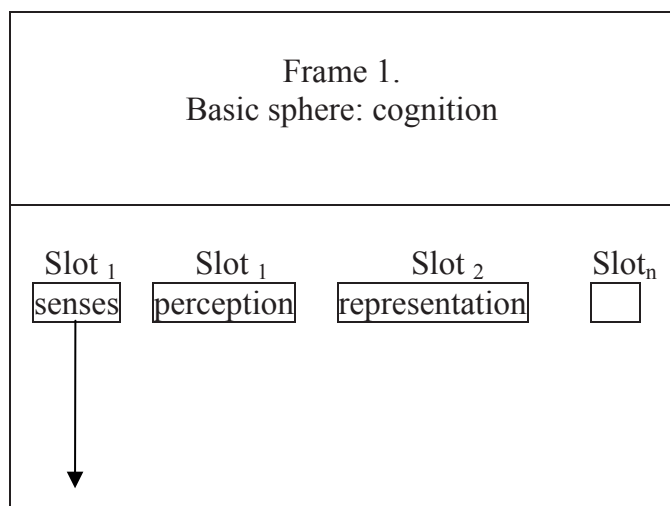 Frame 1.
Basic sphere: cognition
Slot 1 Slot 1 Slot 2 Slotn
senses perception representation